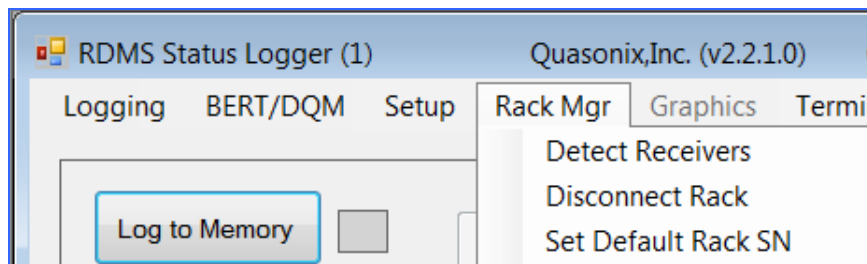 RDMS Status Logger (1) Quasonix,Inc. (v2.2.1.0)
Logging BERT/DQM Setup Rack Mgr Graphics Termi
Detect Receivers
Disconnect Rack
Log to Memory
Set Default Rack SN